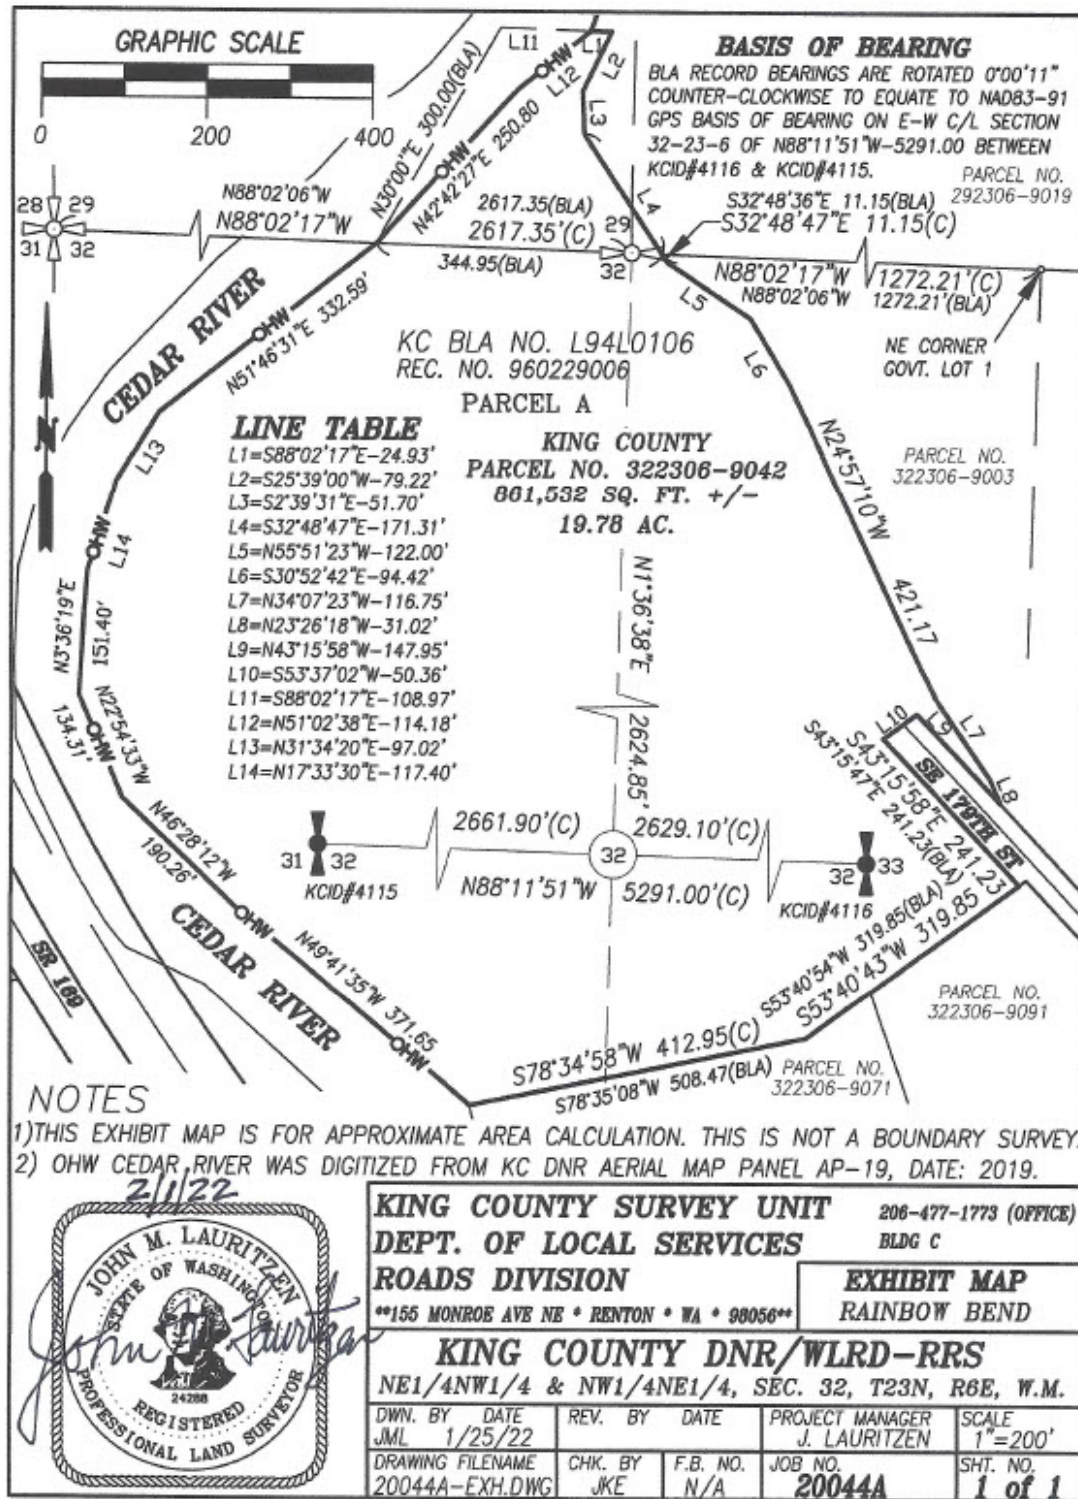 GRAPHIC SCALE
0 200 400
BASIS OF BEARING
BLA RECORD BEARINGS ARE ROTATED 0°00'11"
COUNTER-CLOCKWISE TO EQUATE TO NAD83-91
GPS BASIS OF BEARING ON E-W C/L SECTION
32-23-6 OF N88°11'51"W-5291.00 BETWEEN
KCID#4116 & KCID#4115.
PARCEL NO.
292306-9019
L11
L1
L2
L12
L3
L4
OHW
N30°00'"E 300.00(BLA)
N42°42'27"E 250.80
OHW
N88°02'06"W
N88°02'17"W
28 29
31 32
2617.35(BLA)
2617.35'(C)
344.95(BLA)
29
32
S32°48'36"E 11.15(BLA)
S32°48'47"E 11.15(C)
N88°02'17"W 1272.21'(C)
N88°02'06"W 1272.21'(BLA)
NE CORNER
GOVT. LOT 1
L5
L6
CEDAR RIVER
OHW
N51°46'31"E 332.59'
N
KC BLA NO. L94L0106
REC. NO. 960229006
PARCEL A
KING COUNTY
PARCEL NO. 322306-9042
861,532 SQ. FT. +/-
19.78 AC.
PARCEL NO.
322306-9003
N24°57'10"W 421.17
LINE TABLE
L1=S88°02'17"E-24.93'
L2=S25°39'00"W-79.22'
L3=S2°39'31"E-51.70'
L4=S32°48'47"E-171.31'
L5=N55°51'23"W-122.00'
L6=S30°52'42"E-94.42'
L7=N34°07'23"W-116.75'
L8=N23°26'18"W-31.02'
L9=N43°15'58"W-147.95'
L10=S53°37'02"W-50.36'
L11=S88°02'17"E-108.97'
L12=N51°02'38"E-114.18'
L13=N31°34'20"E-97.02'
L14=N17°33'30"E-117.40'
L13
OHW
L14
N3°36'19"E
151.40'
N22°54'33"W
134.31'
OHW
N1°36'38"E
2624.85'
L10
L9
L7
L8
SE 179TH ST
S43°15'58"E 241.23
S43°15'47"E 241.23(BLA)
N46°28'12"W
190.26'
31 32
KCID#4115
2661.90'(C)
2629.10'(C)
32
N88°11'51"W
5291.00'(C)
32 33
KCID#4116
OHW
CEDAR RIVER
N49°41'35"W 371.65
OHW
SR 169
S53°40'54"W 319.85(BLA)
S53°40'43"W 319.85
PARCEL NO.
322306-9091
S78°34'58"W 412.95(C)
S78°35'08"W 508.47(BLA)
PARCEL NO.
322306-9071
NOTES
1)THIS EXHIBIT MAP IS FOR APPROXIMATE AREA CALCULATION. THIS IS NOT A BOUNDARY SURVEY.
2) OHW CEDAR RIVER WAS DIGITIZED FROM KC DNR AERIAL MAP PANEL AP-19, DATE: 2019.
2/1/22
JOHN M. LAURITZEN
STATE OF WASHINGTON
24288
REGISTERED
PROFESSIONAL LAND SURVEYOR
John M Lauritzen
KING COUNTY SURVEY UNIT 206-477-1773 (OFFICE)
DEPT. OF LOCAL SERVICES BLDG C
ROADS DIVISION
**155 MONROE AVE NE * RENTON * WA * 98056**
EXHIBIT MAP
RAINBOW BEND
KING COUNTY DNR/WLRD-RRS
NE1/4NW1/4 & NW1/4NE1/4, SEC. 32, T23N, R6E, W.M.
DWN. BY DATE REV. BY DATE PROJECT MANAGER SCALE
JML 1/25/22 J. LAURITZEN 1"=200'
DRAWING FILENAME CHK. BY F.B. NO. JOB NO. SHT. NO.
20044A-EXH.DWG JKE N/A 20044A 1 of 1